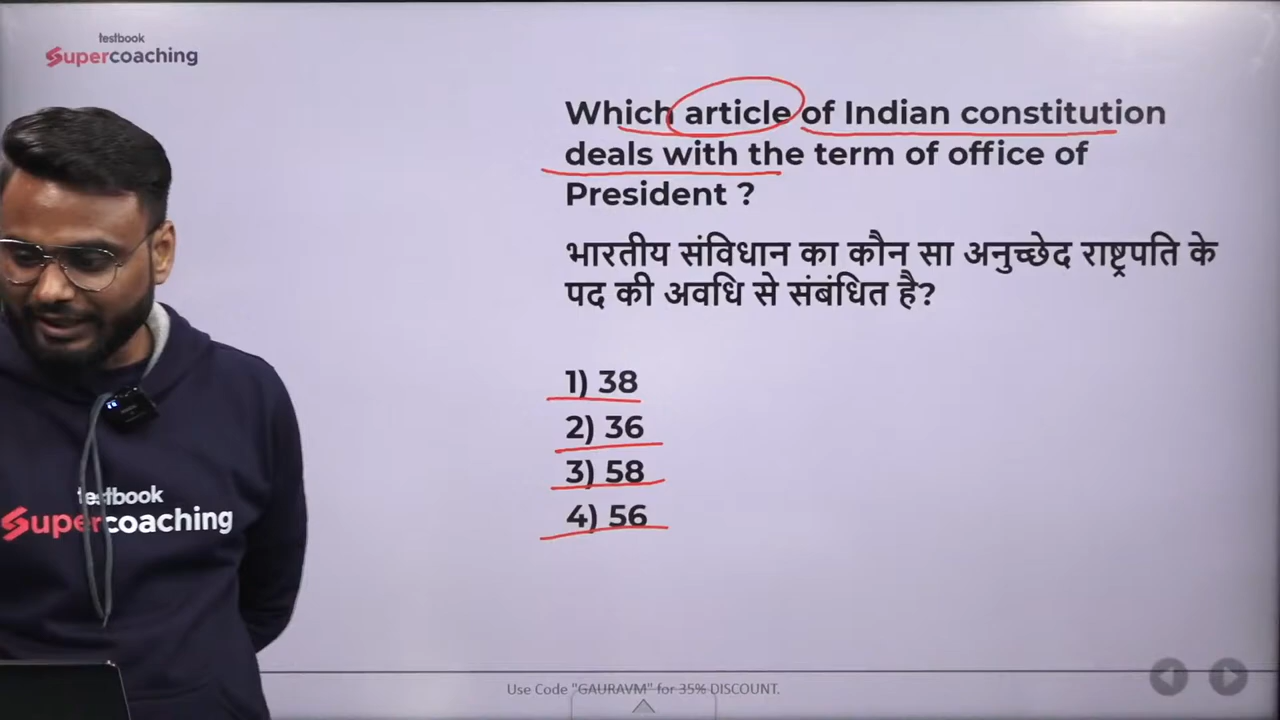 testbook
Supercoaching
Which article of Indian constitution
deals with the term of office of
President ?
भारतीय संविधान का कौन सा अनुच्छेद राष्ट्रपति के
पद की अवधि से संबंधित है?
1) 38
2) 36
3) 58
4) 56
testbook
Supercoaching
Use Code "GAURAVM" for 35% DISCOUNT.